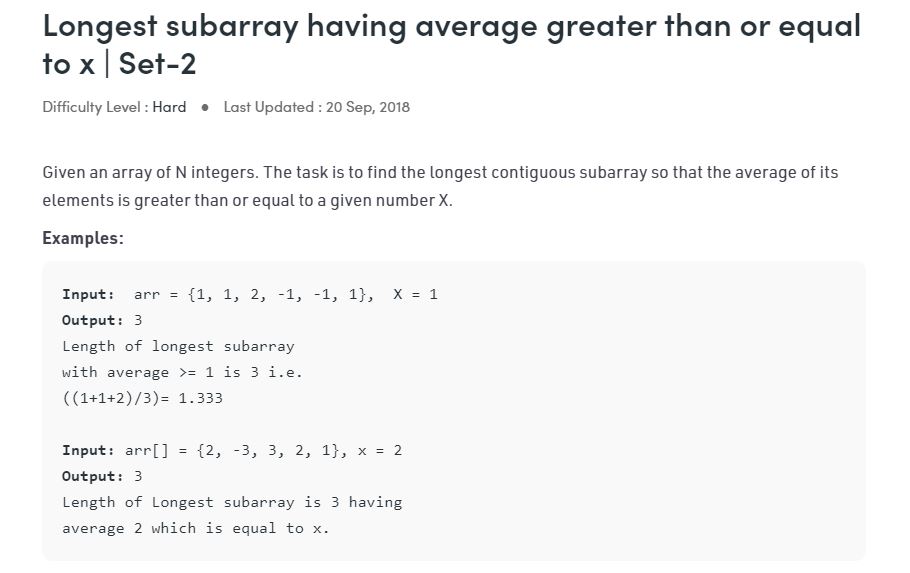 Longest subarray having average greater than or equal
to x | Set-2
Difficulty Level : Hard ● Last Updated : 20 Sep, 2018
Given an array of N integers. The task is to find the longest contiguous subarray so that the average of its
elements is greater than or equal to a given number X.
Examples:
Input:  arr = {1, 1, 2, -1, -1, 1},  X = 1
Output: 3
Length of longest subarray
with average >= 1 is 3 i.e.
((1+1+2)/3)= 1.333
Input: arr[] = {2, -3, 3, 2, 1}, x = 2
Output: 3
Length of Longest subarray is 3 having
average 2 which is equal to x.